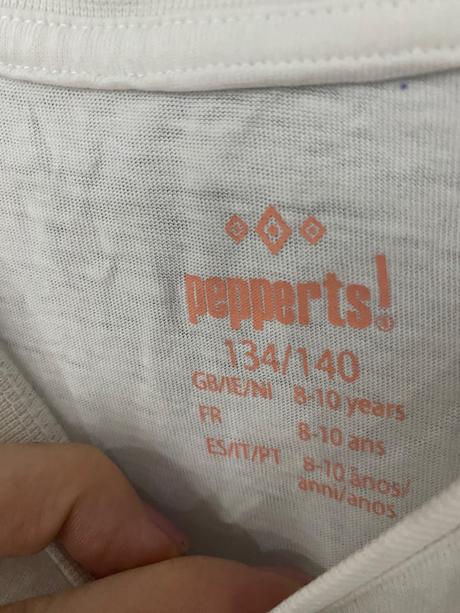 pepperts!®
134/140
GB/IE/NI 8-10 years
FR 8-10 ans
ES/IT/PT 8-10 años/
anni/anos